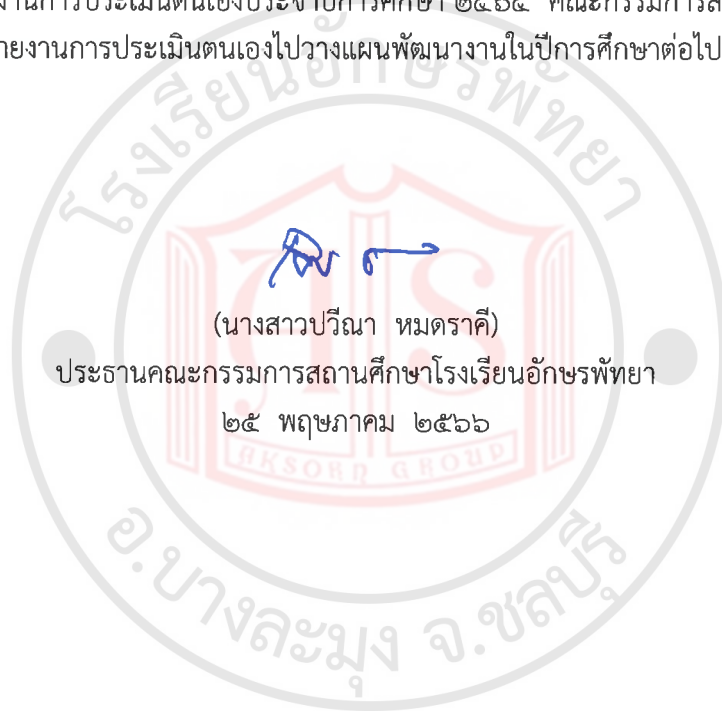 งานการประเมินตนเองประจำปีการศึกษา ๒๕๖๕ คณะกรรมการส
ายงานการประเมินตนเองไปวางแผนพัฒนางานในปีการศึกษาต่อไป
โรงเรียนอักษรพัทยา
AS
(นางสาวปวีณา หมดราคี)
ประธานคณะกรรมการสถานศึกษาโรงเรียนอักษรพัทยา
๒๕ พฤษภาคม ๒๕๖๖
AKSORN GROUP
อ.บางละมุง จ.ชลบุรี